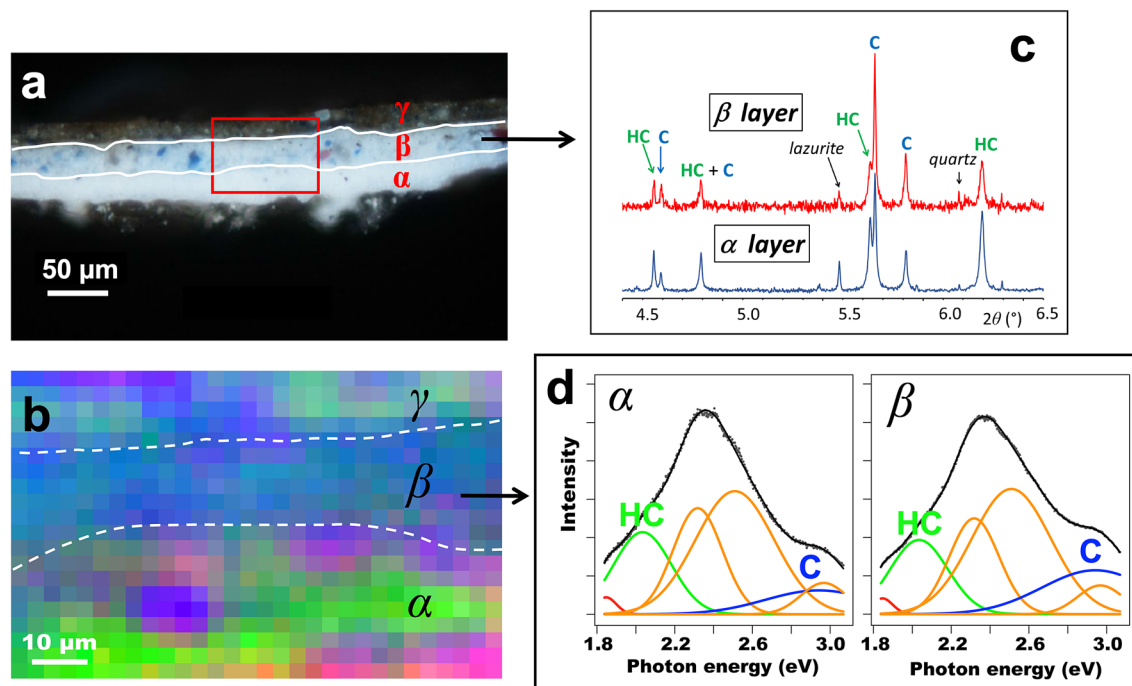 a
γ
β
α
50 μm
c
C
β layer
HC
HC
C
HC + C
lazurite
C
quartz
HC
α layer
4.5
5.0
5.5
6.0
2θ (°)
6.5
b
γ
β
α
10 μm
d
α
β
Intensity
HC
C
HC
C
1.8
2.2
2.6
3.0
1.8
2.2
2.6
3.0
Photon energy (eV)
Photon energy (eV)